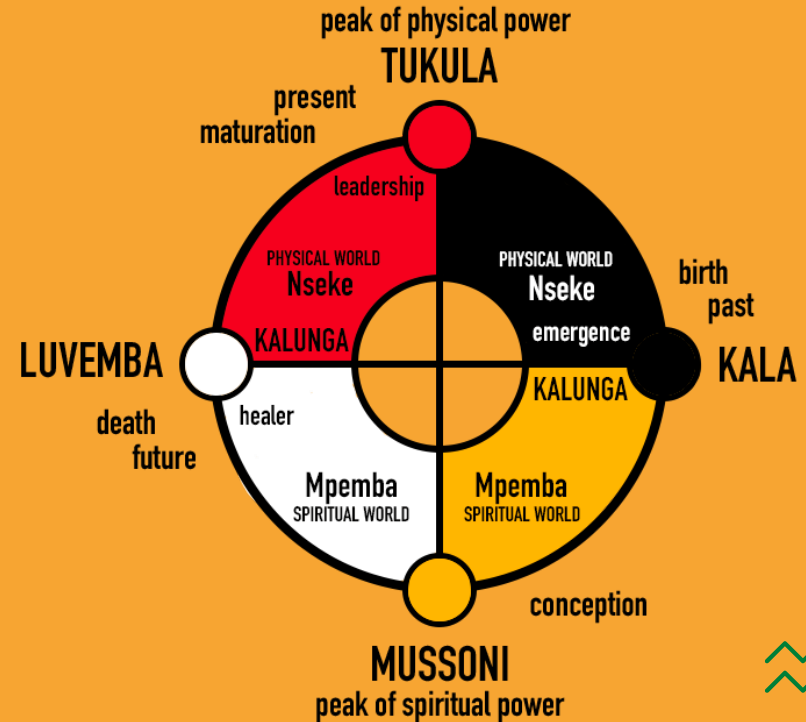 peak of physical power
TUKULA
present
maturation
leadership
PHYSICAL WORLD
Nseke
KALUNGA
PHYSICAL WORLD
Nseke
emergence
birth
past
LUVEMBA
KALA
KALUNGA
death
future
healer
Mpemba
SPIRITUAL WORLD
Mpemba
SPIRITUAL WORLD
conception
MUSSONI
peak of spiritual power